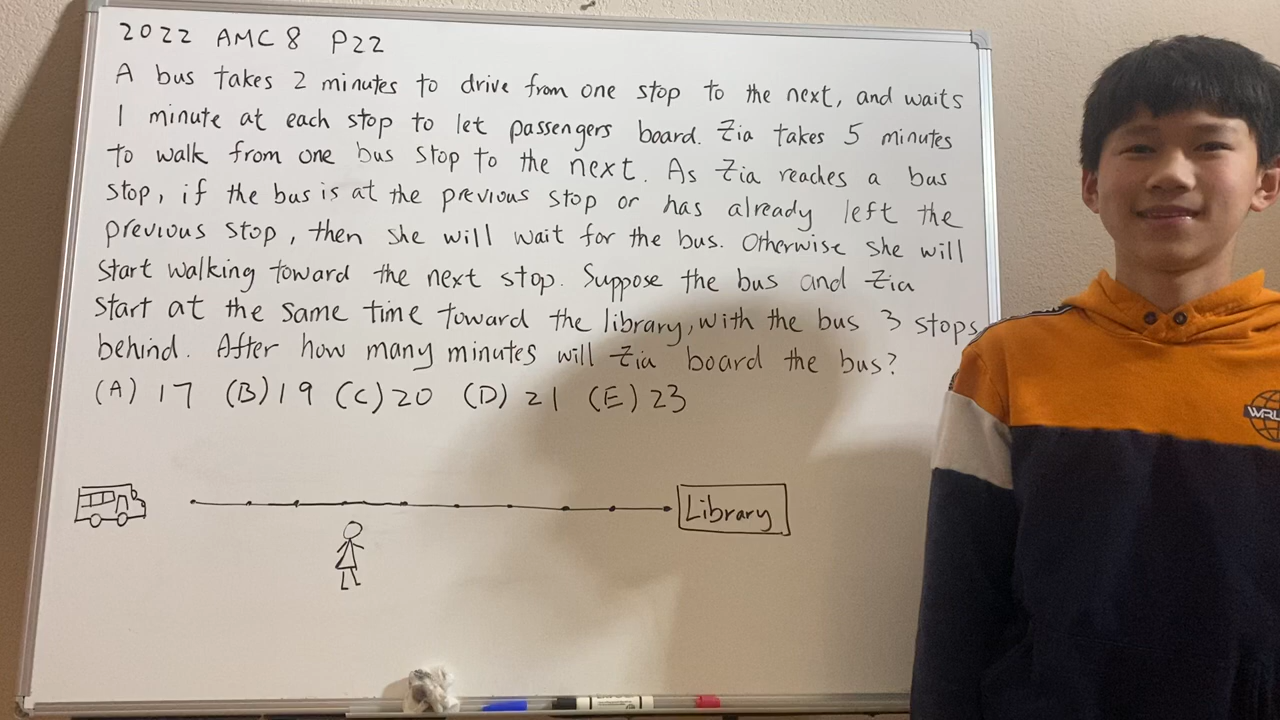 2022 AMC 8 P22
A bus takes 2 minutes to drive from one stop to the next, and waits
1 minute at each stop to let passengers board. Zia takes 5 minutes
to walk from one bus stop to the next. As Zia reaches a bus
stop, if the bus is at the previous stop or has already left the
previous stop, then she will wait for the bus. Otherwise she will
start walking toward the next stop. Suppose the bus and Zia
start at the same time toward the library, with the bus 3 stops
behind. After how many minutes will Zia board the bus?
(A) 17 (B) 19 (C) 20 (D) 21 (E) 23
Library